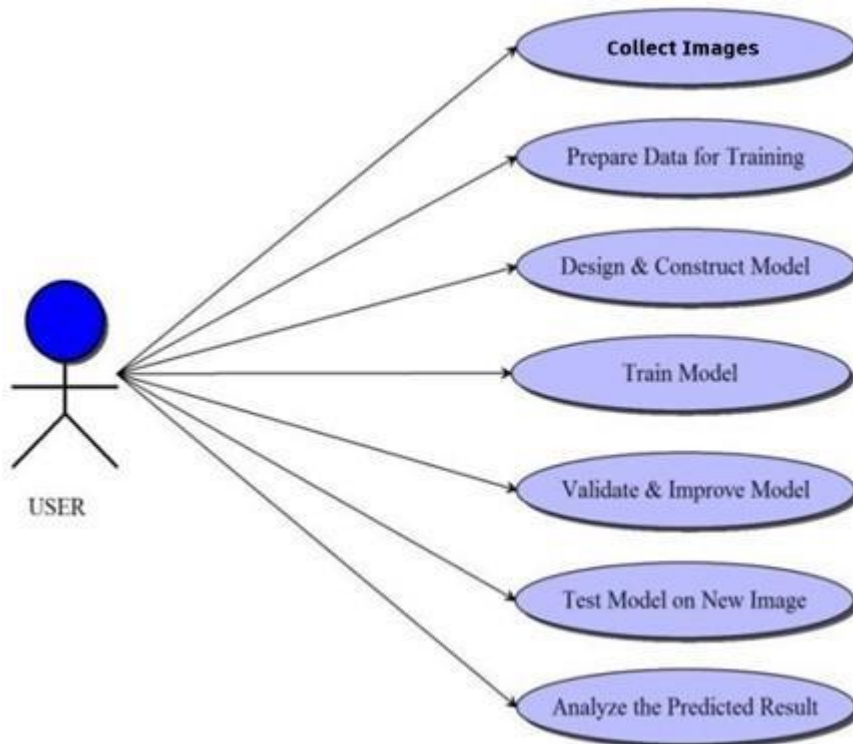 Collect Images
Prepare Data for Training
Design & Construct Model
Train Model
USER
Validate & Improve Model
Test Model on New Image
Analyze the Predicted Result